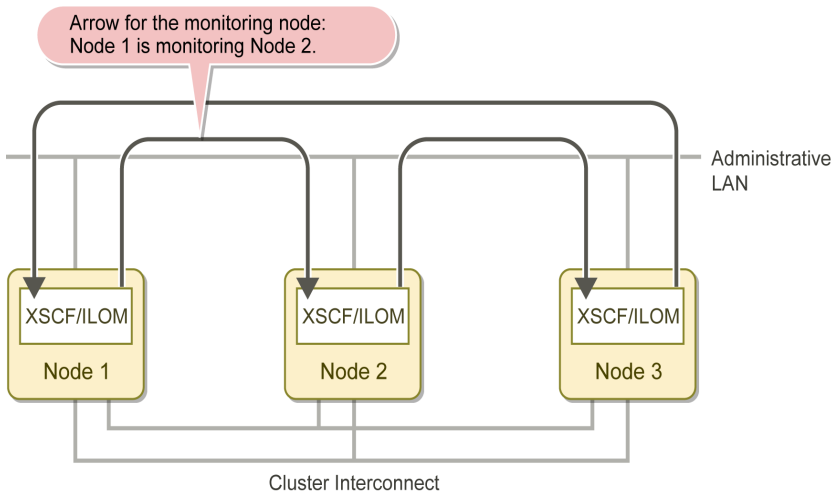 Arrow for the monitoring node:
Node 1 is monitoring Node 2.
Administrative
LAN
XSCF/ILOM
XSCF/ILOM
XSCF/ILOM
Node 1
Node 2
Node 3
Cluster Interconnect